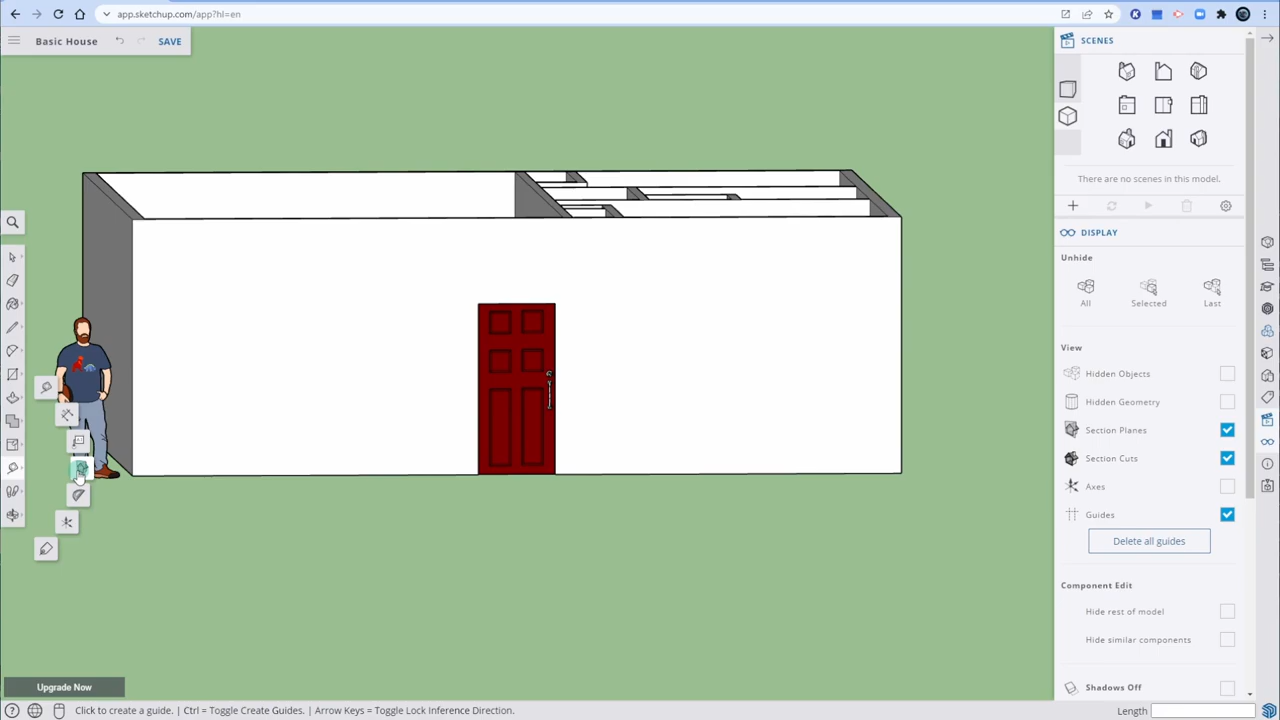 app.sketchup.com/app?hl=en
Basic House
SAVE
SCENES
There are no scenes in this model.
DISPLAY
Unhide
All
Selected
Last
View
Hidden Objects
Hidden Geometry
Section Planes
Section Cuts
Axes
Guides
Delete all guides
Component Edit
Hide rest of model
Hide similar components
Shadows Off
Upgrade Now
Click to create a guide. | Ctrl = Toggle Create Guides. | Arrow Keys = Toggle Lock Inference Direction.
Length